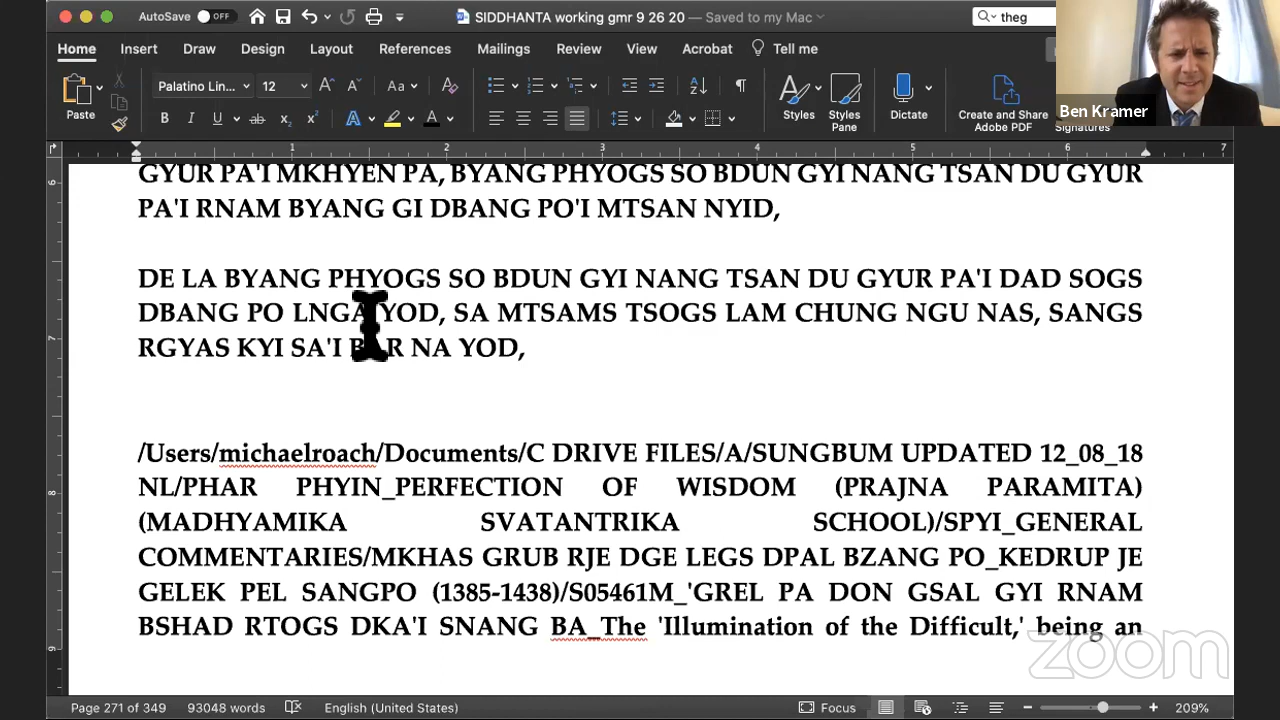 AutoSave OFF SIDDHANTA working gmr 9 26 20 — Saved to my Mac theg
Home Insert Draw Design Layout References Mailings Review View Acrobat Tell me
Palatino Lin... 12
Paste Styles Styles Pane Dictate Create and Share Adobe PDF Signatures
Ben Kramer
1 2 3 4 5 6 7
GYUR PA'I MKHYEN PA, BYANG PHYOGS SO BDUN GYI NANG TSAN DU GYUR
PA'I RNAM BYANG GI DBANG PO'I MTSAN NYID,
DE LA BYANG PHYOGS SO BDUN GYI NANG TSAN DU GYUR PA'I DAD SOGS
DBANG PO LNGA YOD, SA MTSAMS TSOGS LAM CHUNG NGU NAS, SANGS
RGYAS KYI SA'I BAR NA YOD,
/Users/michaelroach/Documents/C DRIVE FILES/A/SUNGBUM UPDATED 12_08_18
NL/PHAR PHYIN_PERFECTION OF WISDOM (PRAJNA PARAMITA)
(MADHYAMIKA SVATANTRIKA SCHOOL)/SPYI_GENERAL
COMMENTARIES/MKHAS GRUB RJE DGE LEGS DPAL BZANG PO_KEDRUP JE
GELEK PEL SANGPO (1385-1438)/S05461M_'GREL PA DON GSAL GYI RNAM
BSHAD RTOGS DKA'I SNANG BA_The 'Illumination of the Difficult,' being an
zoom
Page 271 of 349 93048 words English (United States) Focus 209%